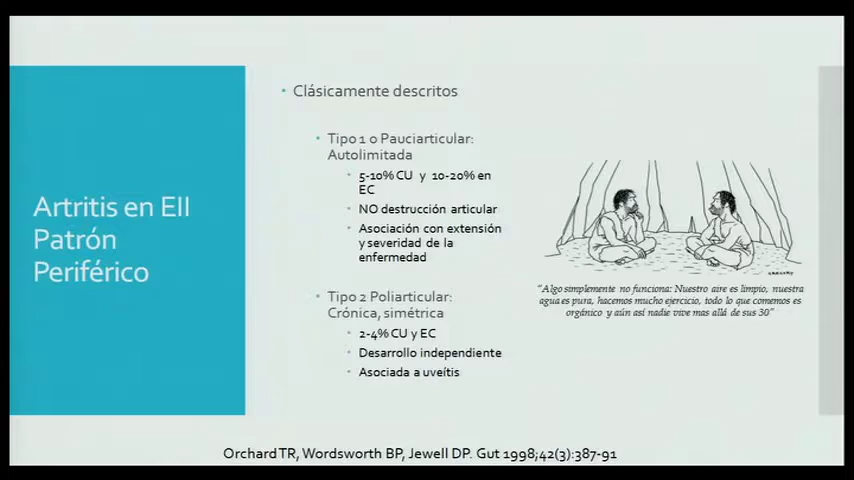 Artritis en EII
Patrón
Periférico
Clásicamente descritos
Tipo 1 o Pauciarticular:
Autolimitada
5-10% CU y 10-20% en
EC
NO destrucción articular
Asociación con extensión
y severidad de la
enfermedad
Tipo 2 Poliarticular:
Crónica, simétrica
2-4% CU y EC
Desarrollo independiente
Asociada a uveítis
"Algo simplemente no funciona: Nuestro aire es limpio, nuestra
agua es pura, hacemos mucho ejercicio, todo lo que comemos es
orgánico y aún así nadie vive mas allá de sus 30"
Orchard TR, Wordsworth BP, Jewell DP. Gut 1998;42(3):387-91